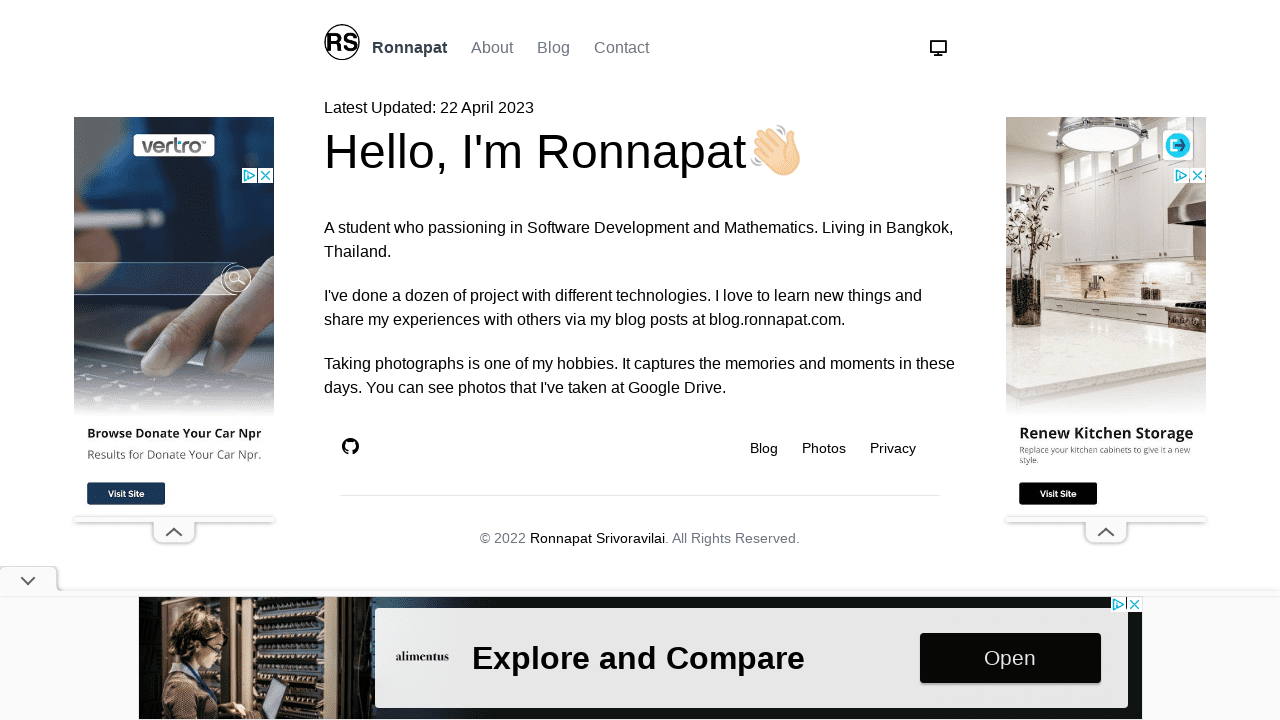 RS Ronnapat About Blog Contact
Latest Updated: 22 April 2023
Hello, I'm Ronnapat👋🏻
A student who passioning in Software Development and Mathematics. Living in Bangkok,
Thailand.
I've done a dozen of project with different technologies. I love to learn new things and
share my experiences with others via my blog posts at blog.ronnapat.com.
Taking photographs is one of my hobbies. It captures the memories and moments in these
days. You can see photos that I've taken at Google Drive.
Blog Photos Privacy
© 2022 Ronnapat Srivoravilai. All Rights Reserved.
vertro™
Browse Donate Your Car Npr
Results for Donate Your Car Npr.
Visit Site
Renew Kitchen Storage
Replace your kitchen cabinets to give it a new
style.
Visit Site
alimentus
Explore and Compare
Open